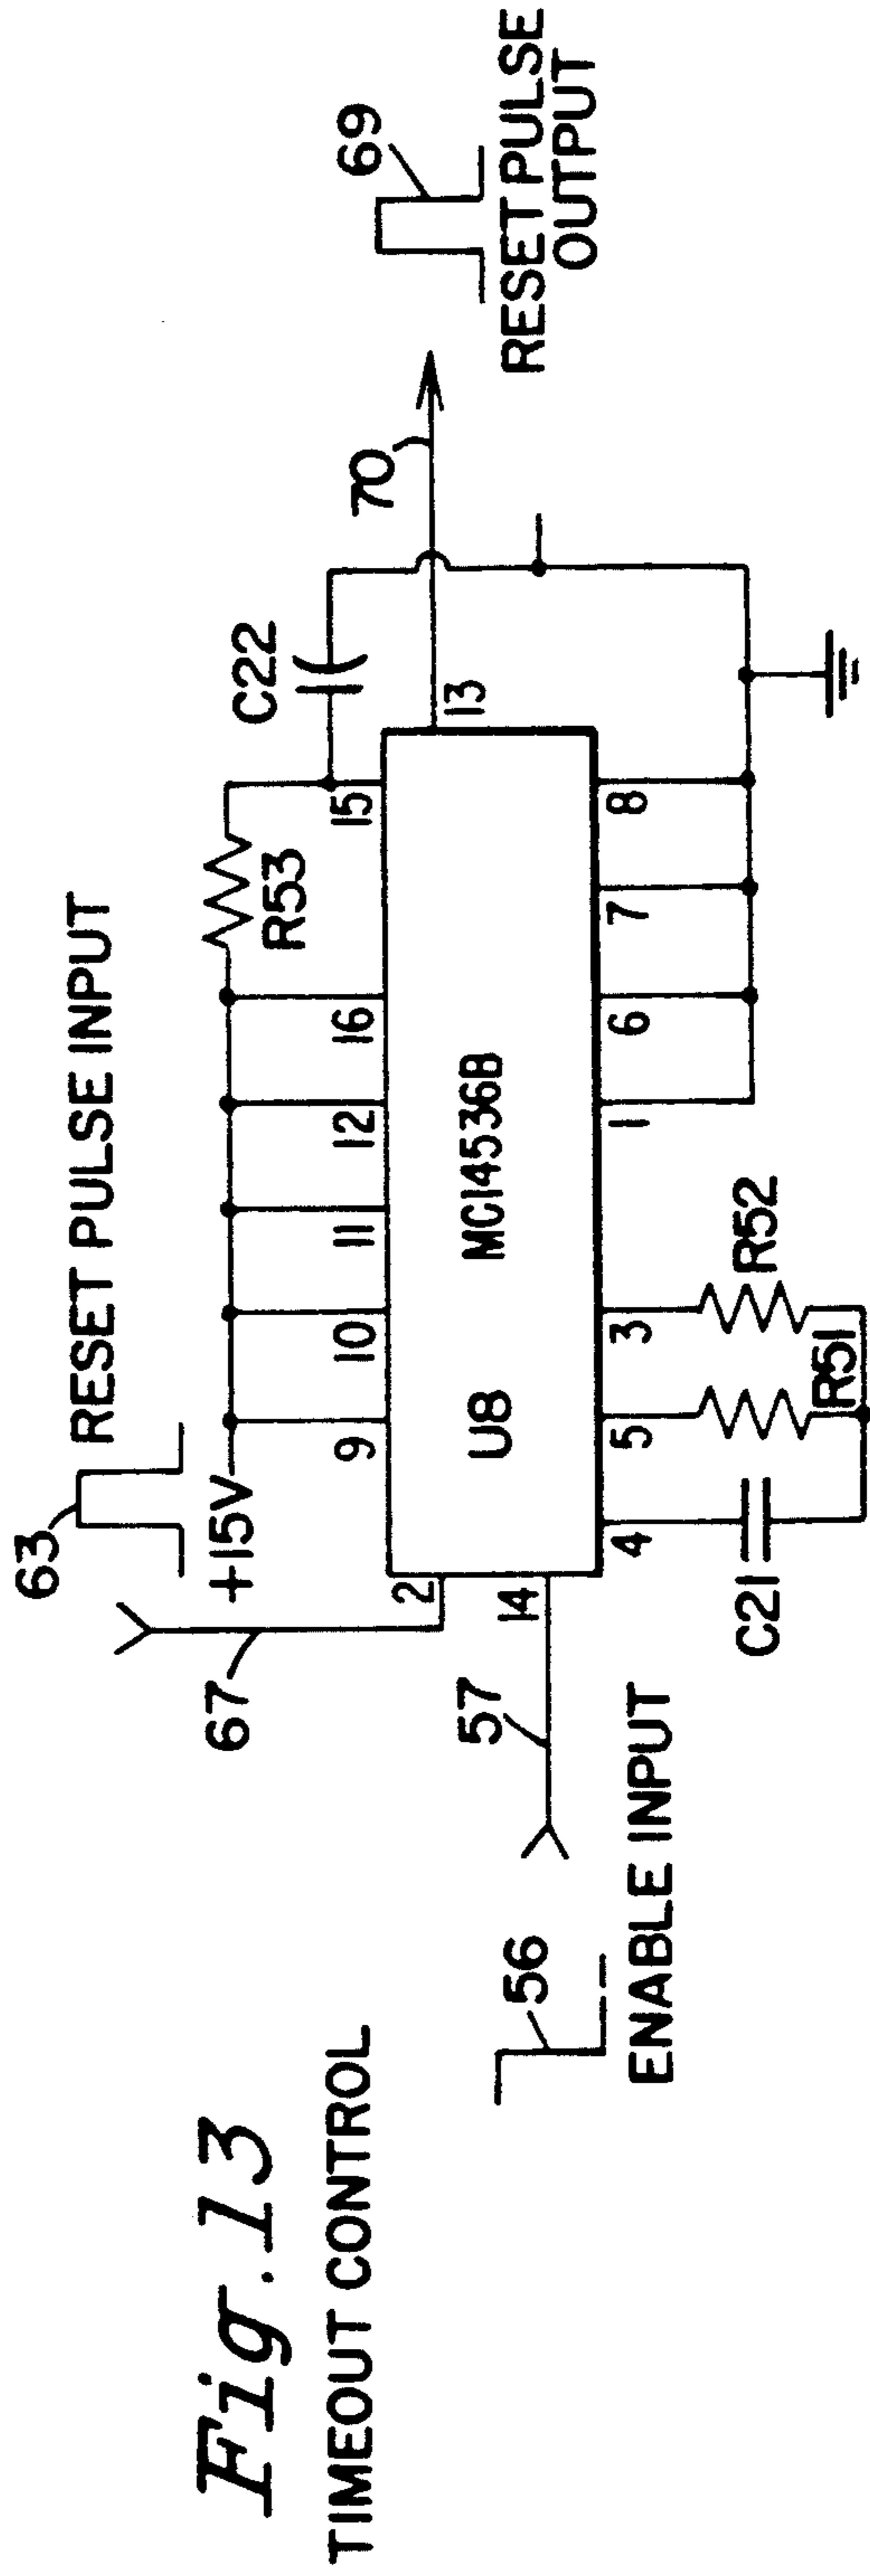 Fig.13
TIMEOUT CONTROL
63
RESET PULSE INPUT
+15V
67
R53
C22
2
9
10
11
12
16
15
70
69
RESET PULSE
OUTPUT
13
U8
MC14536B
14
57
56
ENABLE INPUT
4
5
3
1
6
7
8
C21
R51
R52